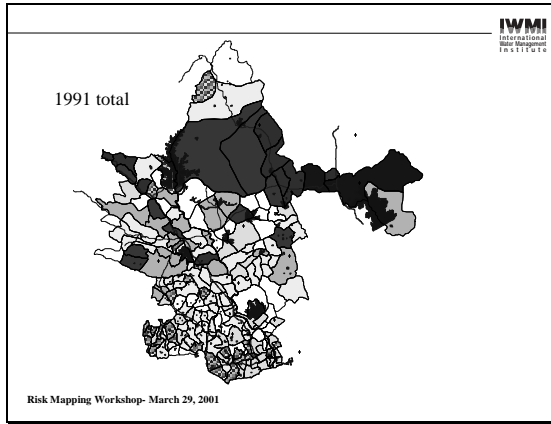 IWMI
International
Water Management
Institute
1991 total
Risk Mapping Workshop- March 29, 2001